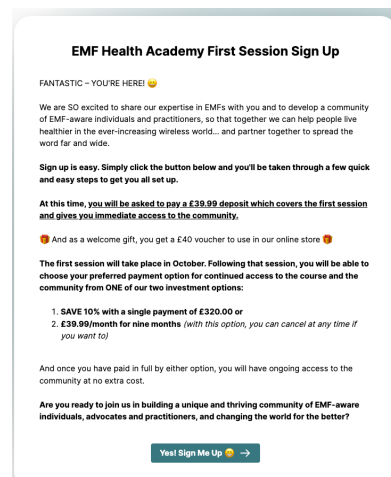 EMF Health Academy First Session Sign Up
FANTASTIC – YOU'RE HERE! 😀
We are SO excited to share our expertise in EMFs with you and to develop a community
of EMF-aware individuals and practitioners, so that together we can help people live
healthier in the ever-increasing wireless world... and partner together to spread the
word far and wide.
Sign up is easy. Simply click the button below and you'll be taken through a few quick
and easy steps to get you all set up.
At this time, you will be asked to pay a £39.99 deposit which covers the first session
and gives you immediate access to the community.
🎁 And as a welcome gift, you get a £40 voucher to use in our online store 🎁
The first session will take place in October. Following that session, you will be able to
choose your preferred payment option for continued access to the course and the
community from ONE of our two investment options:
1. SAVE 10% with a single payment of £320.00 or
2. £39.99/month for nine months (with this option, you can cancel at any time if
you want to)
And once you have paid in full by either option, you will have ongoing access to the
community at no extra cost.
Are you ready to join us in building a unique and thriving community of EMF-aware
individuals, advocates and practitioners, and changing the world for the better?
Yes! Sign Me Up 😀 →